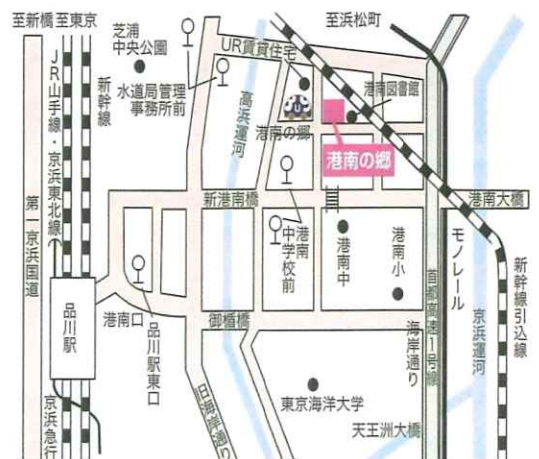 至新橋
至東京
芝浦
中央公園
至浜松町
UR賃貸住宅
JR山手線・京浜東北線
新幹線
水道局管理
事務所前
高浜運河
港南図書館
港南の郷
港南の郷
第一京浜国道
新港南橋
港南大橋
港南
中学校前
港南中
港南小
モノレール
首都高速1号線
海岸通り
京浜運河
新幹線引込線
品川駅
港南口
品川駅東口
御楯橋
旧海岸通り
東京海洋大学
天王洲大橋
京浜急行